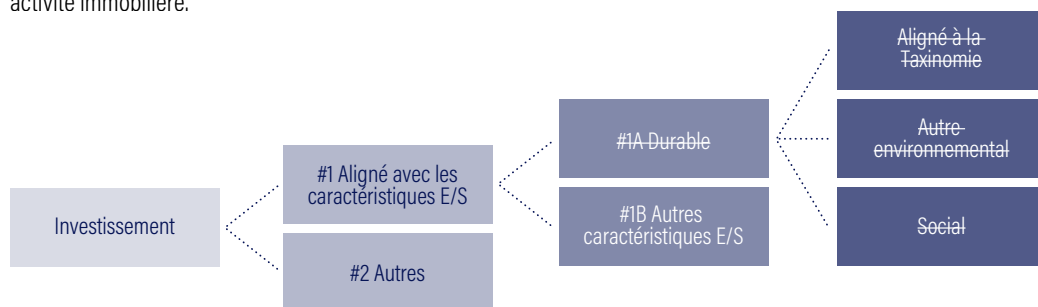 activité immobilière.
Investissement
#1 Aligné avec les
caractéristiques E/S
#2 Autres
#1A Durable
#1B Autres
caractéristiques E/S
Aligné à la
Taxinomie
Autre
environnemental
Social